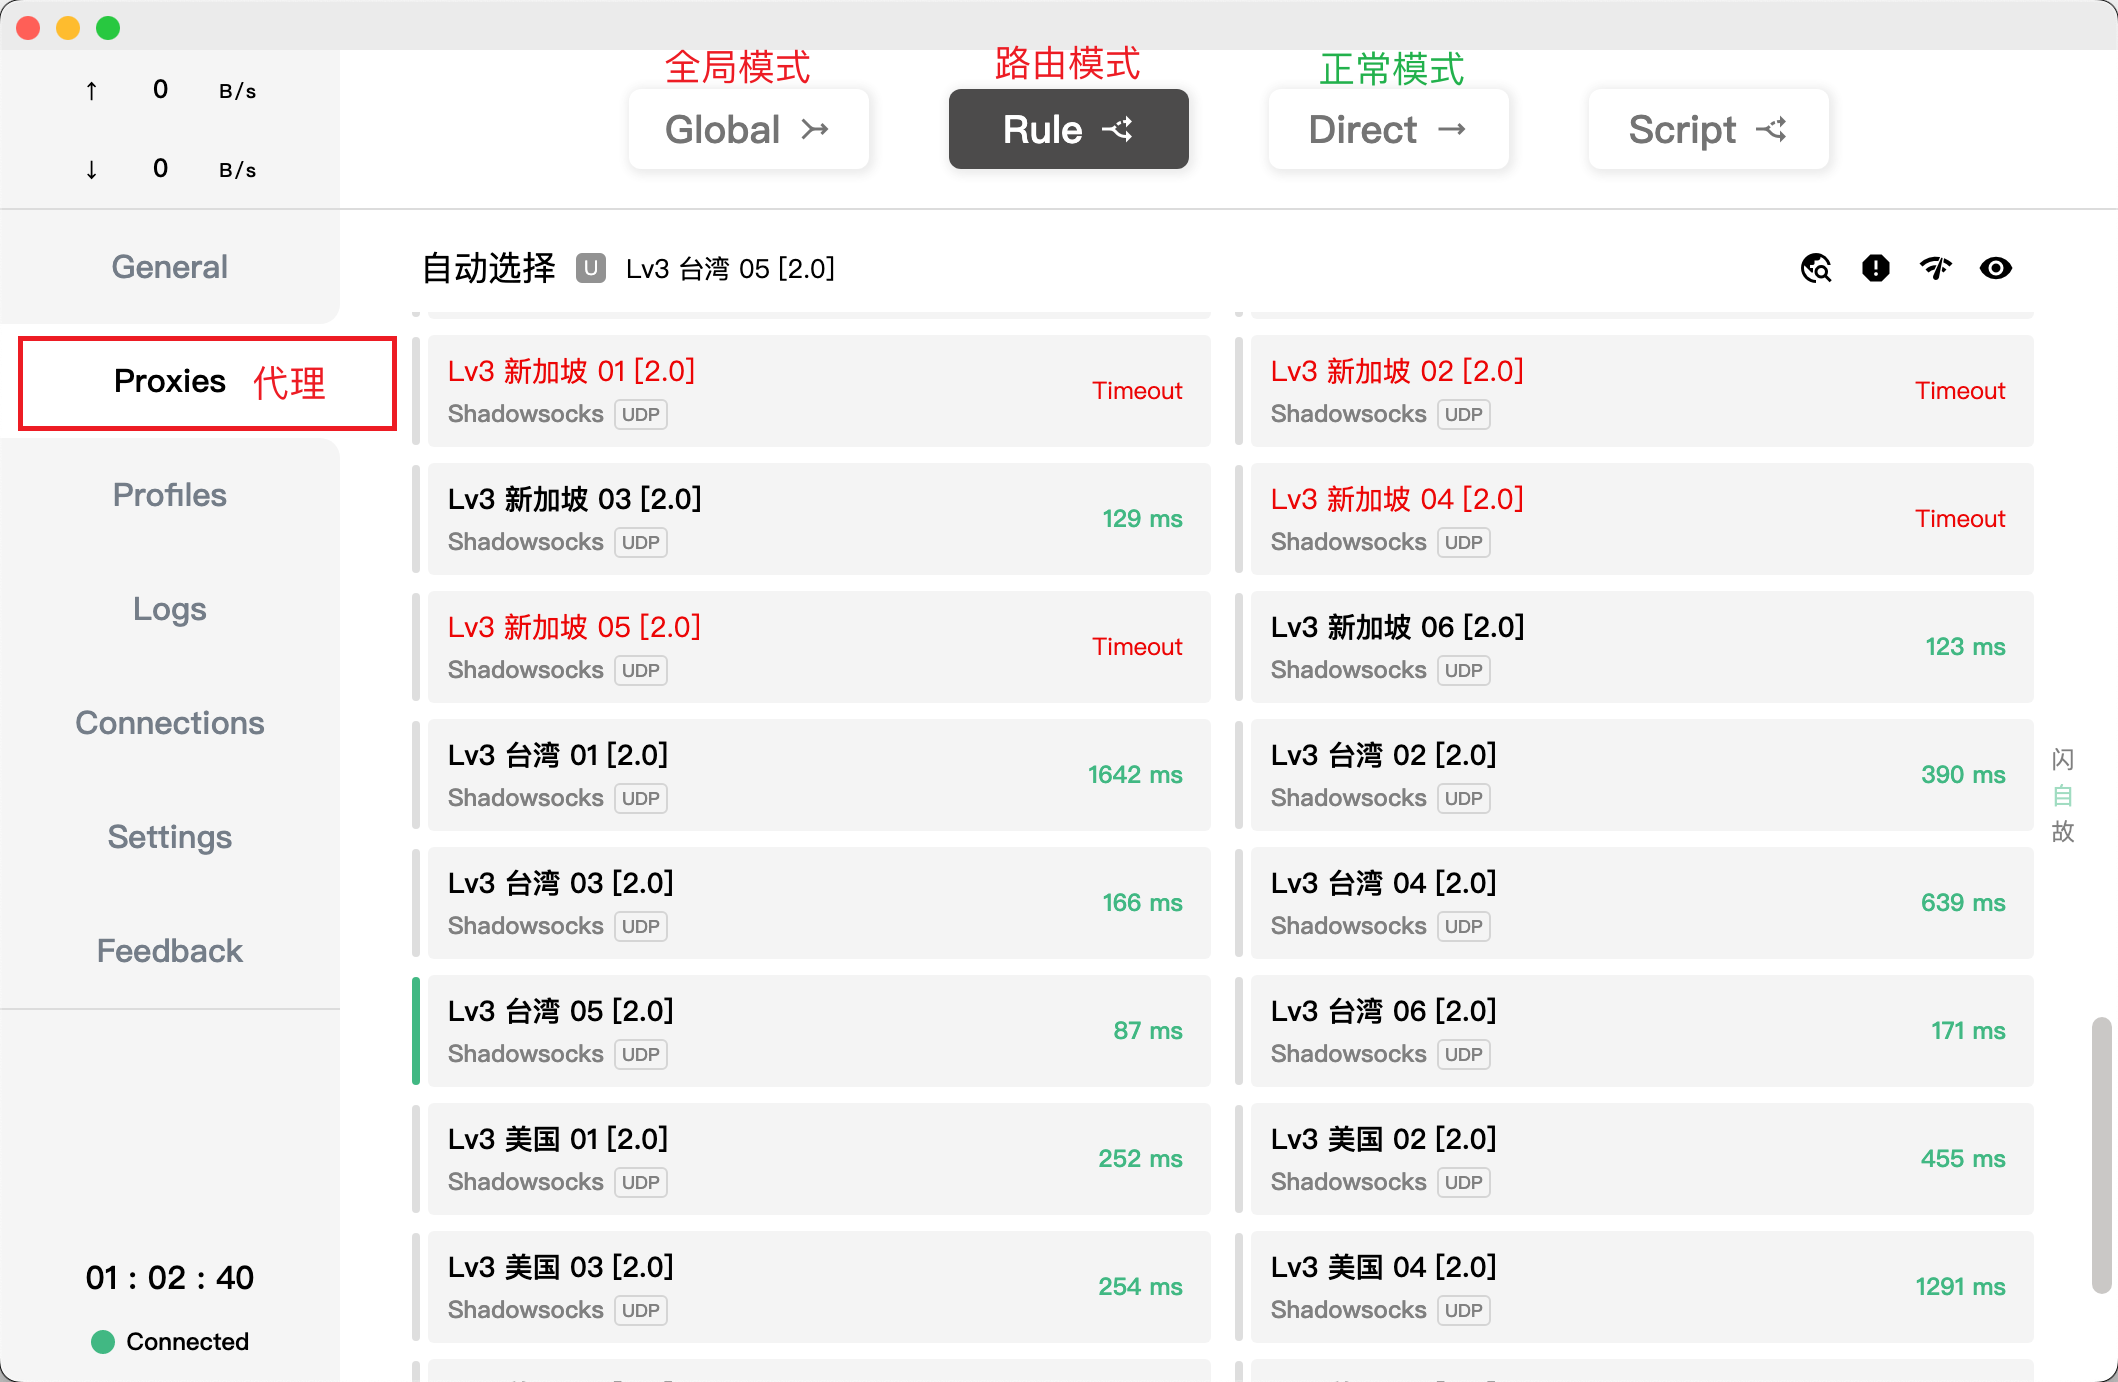 ↑ 0 B/s
↓ 0 B/s
General
Proxies 代理
Profiles
Logs
Connections
Settings
Feedback
01 : 02 : 40
Connected
全局模式 路由模式 正常模式
Global Rule Direct Script
自动选择 U Lv3 台湾 05 [2.0]
Lv3 新加坡 01 [2.0]
Shadowsocks UDP
Timeout
Lv3 新加坡 02 [2.0]
Shadowsocks UDP
Timeout
Lv3 新加坡 03 [2.0]
Shadowsocks UDP
129 ms
Lv3 新加坡 04 [2.0]
Shadowsocks UDP
Timeout
Lv3 新加坡 05 [2.0]
Shadowsocks UDP
Timeout
Lv3 新加坡 06 [2.0]
Shadowsocks UDP
123 ms
Lv3 台湾 01 [2.0]
Shadowsocks UDP
1642 ms
Lv3 台湾 02 [2.0]
Shadowsocks UDP
390 ms
Lv3 台湾 03 [2.0]
Shadowsocks UDP
166 ms
Lv3 台湾 04 [2.0]
Shadowsocks UDP
639 ms
Lv3 台湾 05 [2.0]
Shadowsocks UDP
87 ms
Lv3 台湾 06 [2.0]
Shadowsocks UDP
171 ms
Lv3 美国 01 [2.0]
Shadowsocks UDP
252 ms
Lv3 美国 02 [2.0]
Shadowsocks UDP
455 ms
Lv3 美国 03 [2.0]
Shadowsocks UDP
254 ms
Lv3 美国 04 [2.0]
Shadowsocks UDP
1291 ms
闪
自
故